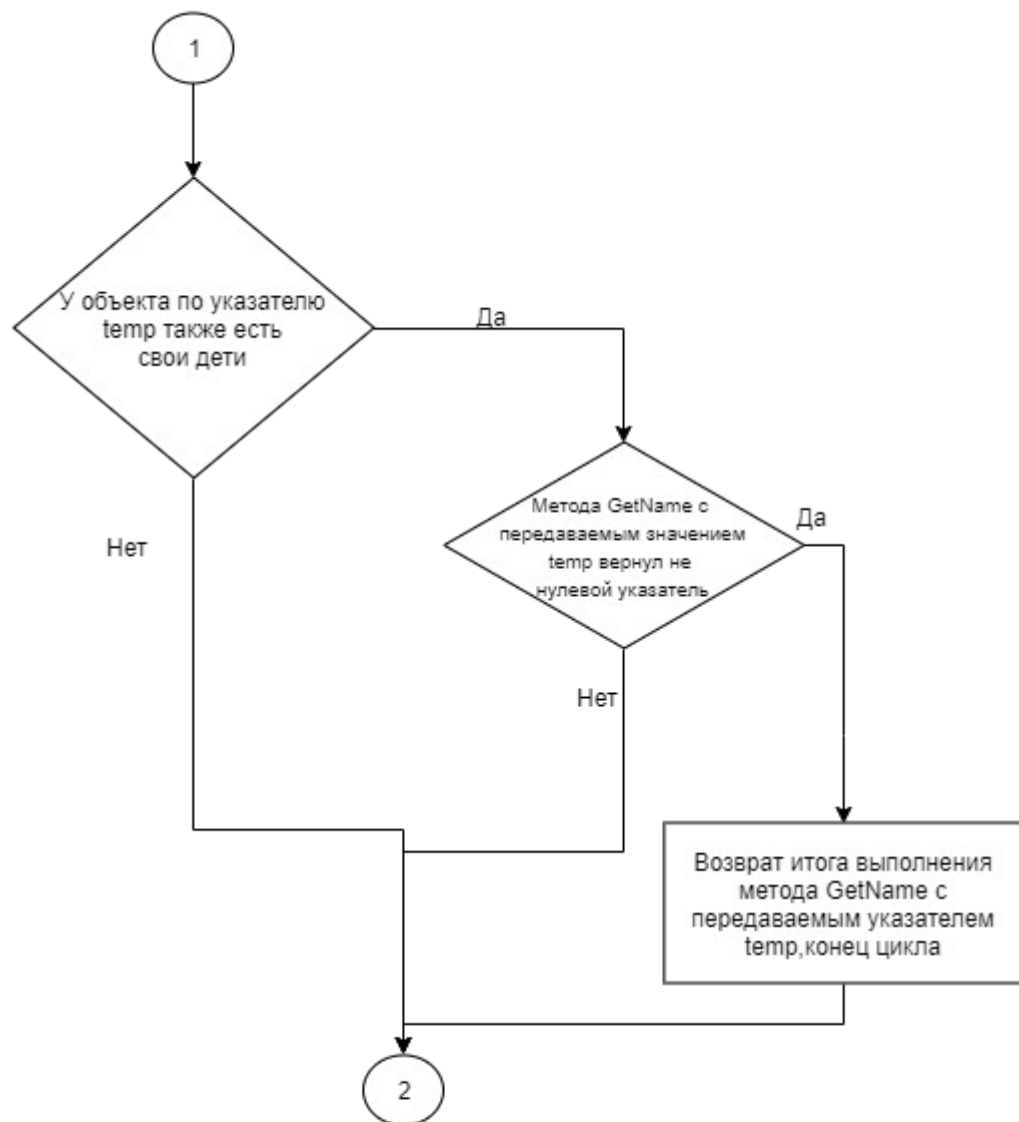 1
У объекта по указателю
temp также есть
свои дети
Да
Метода GetName с
передаваемым значением
temp вернул не
нулевой указатель
Да
Нет
Нет
Возврат итога выполнения
метода GetName с
передаваемым указателем
temp,конец цикла
2